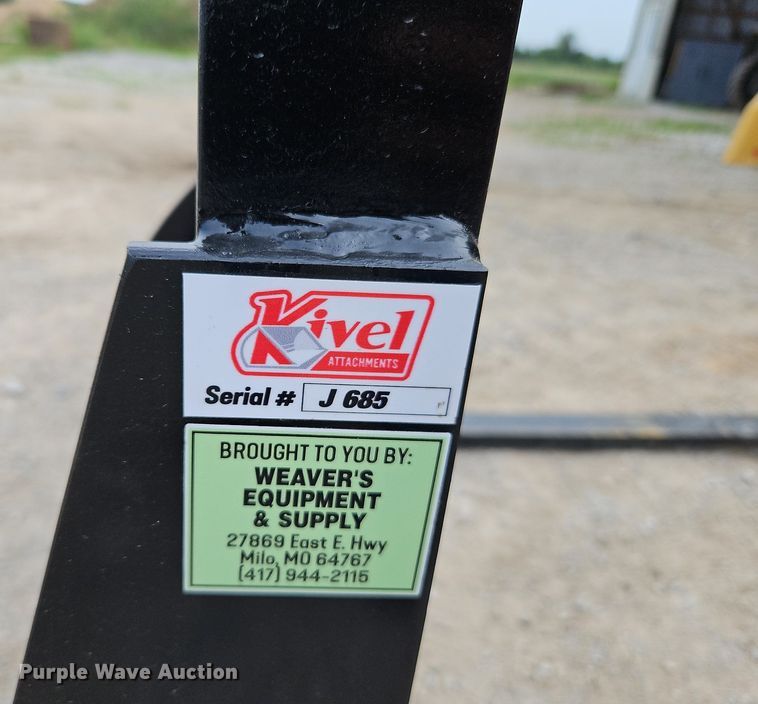 Kivel
ATTACHMENTS
Serial # J 685
BROUGHT TO YOU BY:
WEAVER'S
EQUIPMENT
& SUPPLY
27869 East E. Hwy
Milo, MO 64767
(417) 944-2115
Purple Wave Auction